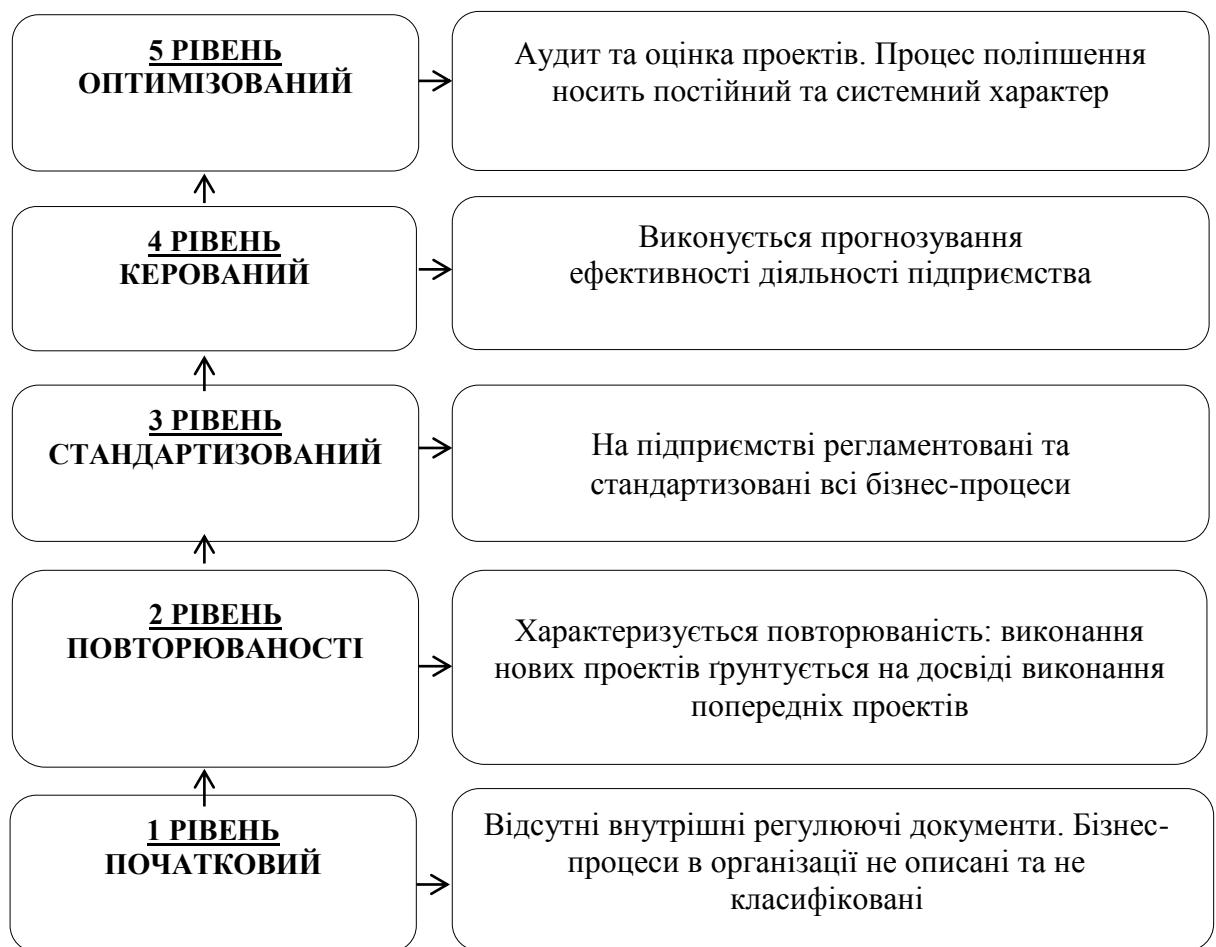 5 РІВЕНЬ
ОПТИМІЗОВАНИЙ
Аудит та оцінка проектів. Процес поліпшення
носить постійний та системний характер
4 РІВЕНЬ
КЕРОВАНИЙ
Виконується прогнозування
ефективності діяльності підприємства
3 РІВЕНЬ
СТАНДАРТИЗОВАНИЙ
На підприємстві регламентовані та
стандартизовані всі бізнес-процеси
2 РІВЕНЬ
ПОВТОРЮВАНОСТІ
Характеризується повторюваність: виконання
нових проектів ґрунтується на досвіді виконання
попередніх проектів
1 РІВЕНЬ
ПОЧАТКОВИЙ
Відсутні внутрішні регулюючі документи. Бізнес-
процеси в організації не описані та не
класифіковані